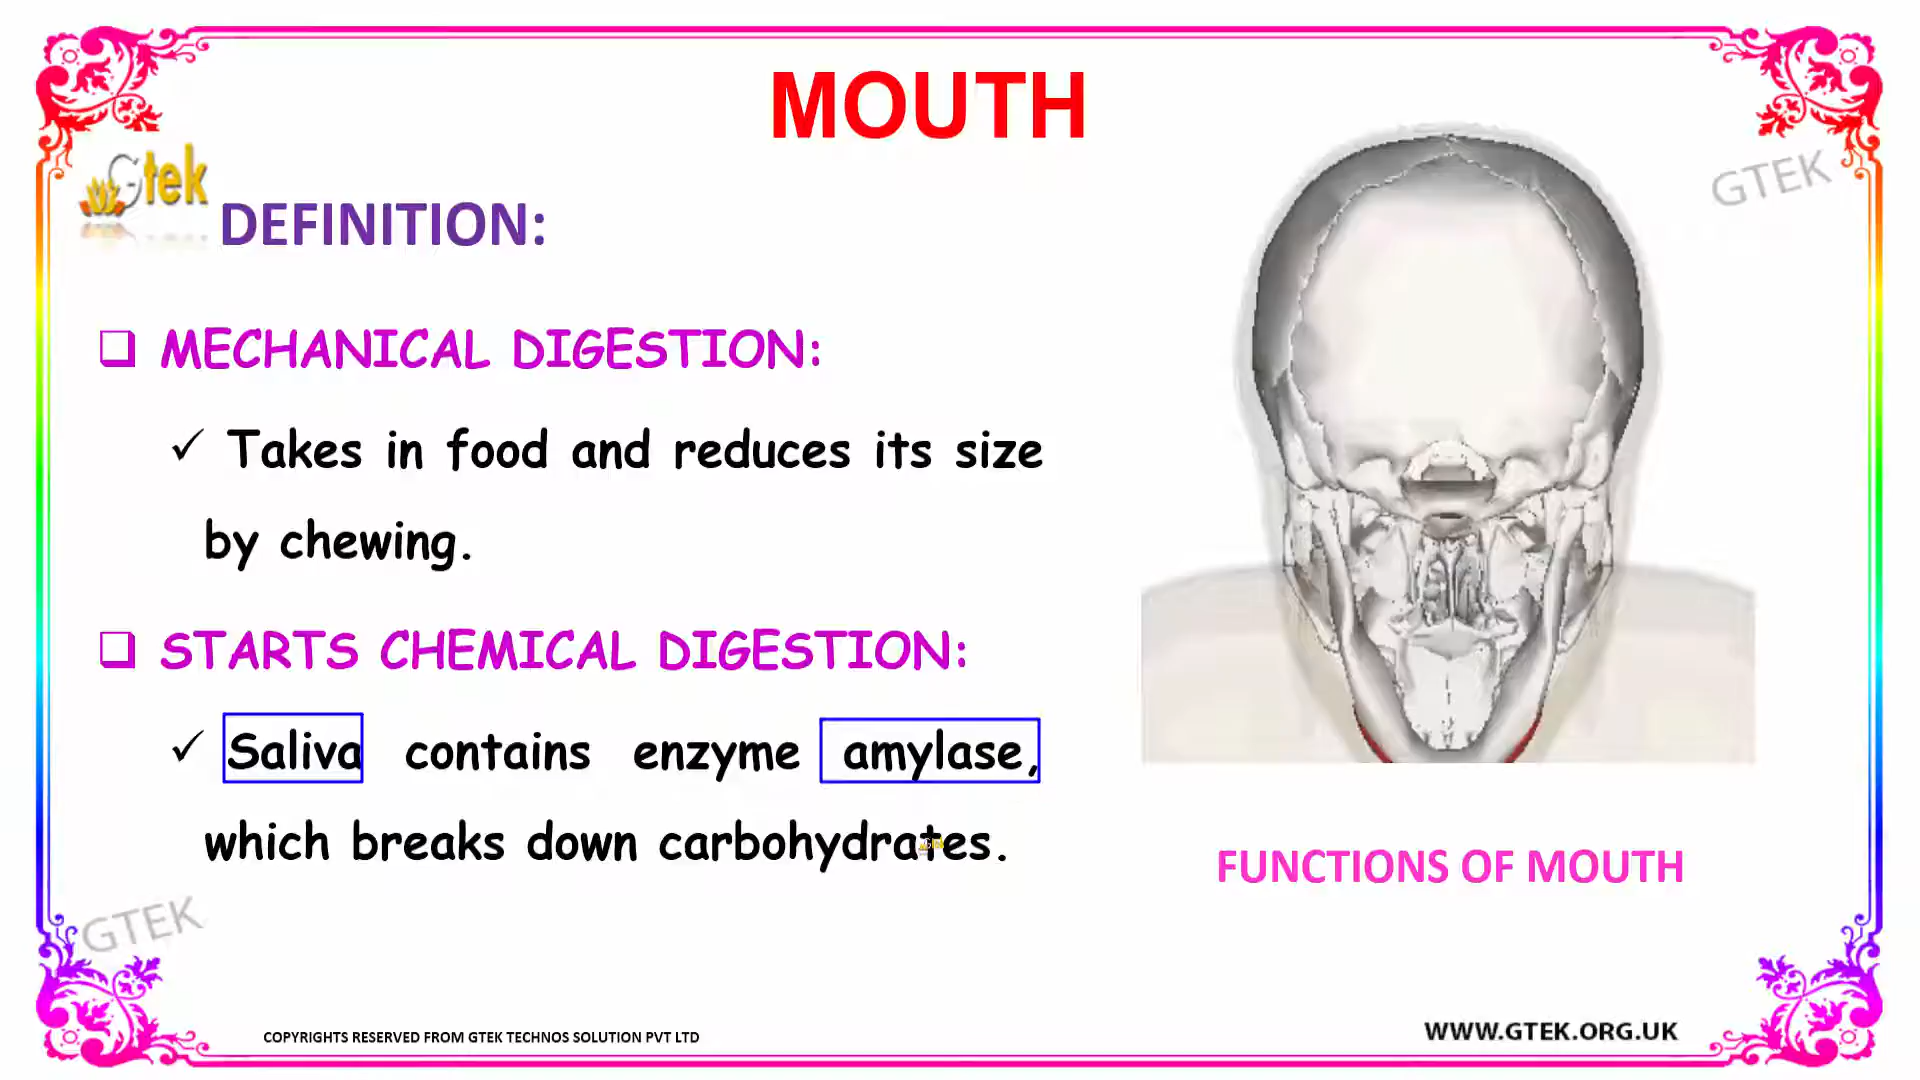 MOUTH
GTEK
Gtek
DEFINITION:
MECHANICAL DIGESTION:
Takes in food and reduces its size
by chewing.
STARTS CHEMICAL DIGESTION:
Saliva contains enzyme amylase,
which breaks down carbohydrates.
FUNCTIONS OF MOUTH
GTEK
COPYRIGHTS RESERVED FROM GTEK TECHNOS SOLUTION PVT LTD
WWW.GTEK.ORG.UK